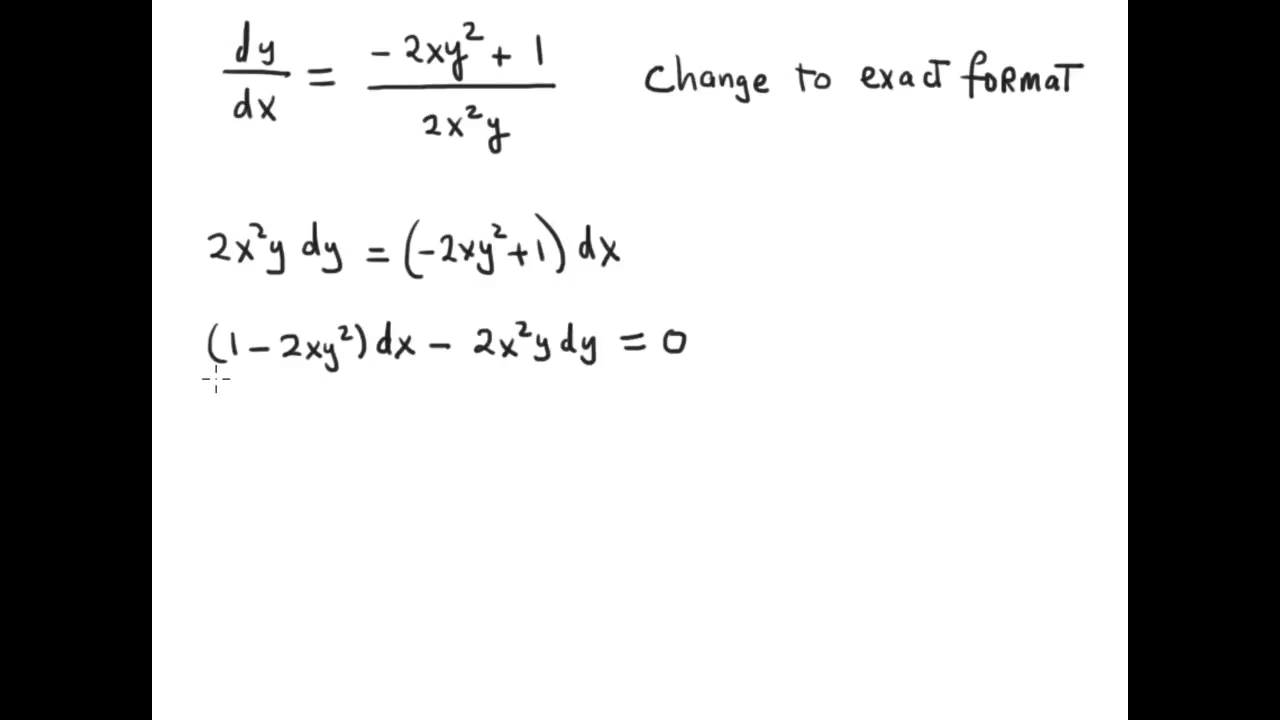 dy/dx = (-2xy² + 1)/(2x²y) Change to exact format
2x²y dy = (-2xy² + 1) dx
(1 - 2xy²) dx - 2x²y dy = 0